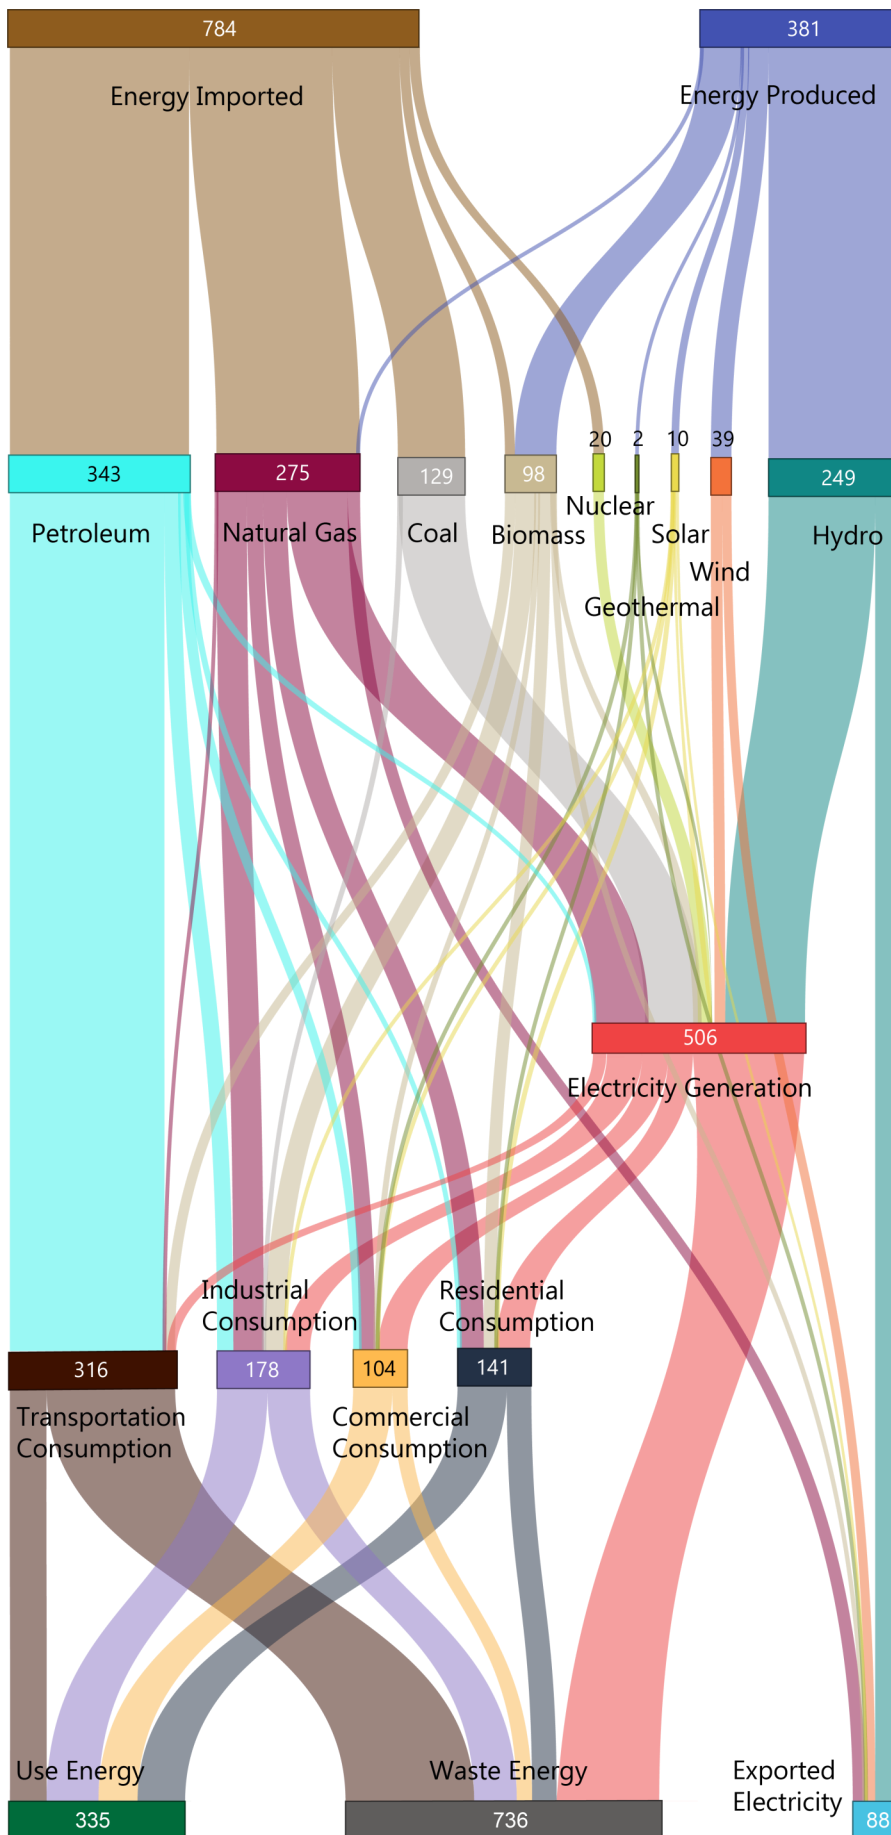 784
381
Energy Imported
Energy Produced
20
2
10
39
343
275
129
98
249
Nuclear
Petroleum
Natural Gas
Coal
Biomass
Solar
Hydro
Wind
Geothermal
506
Electricity Generation
Industrial
Consumption
Residential
Consumption
316
178
104
141
Transportation
Consumption
Commercial
Consumption
Use Energy
Waste Energy
Exported
Electricity
335
736
88